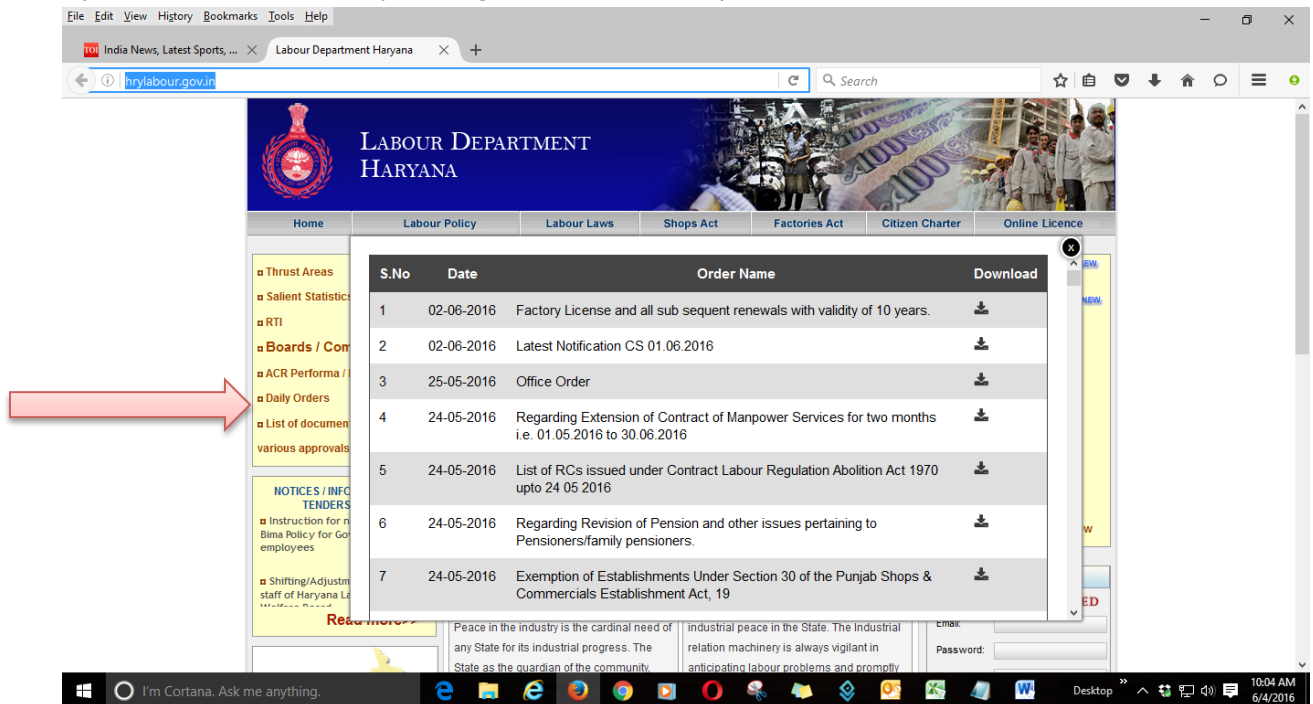 File Edit View History Bookmarks Tools Help
TOI India News, Latest Sports, ...
Labour Department Haryana
hrylabour.gov.in
Search
LABOUR DEPARTMENT
HARYANA
Home Labour Policy Labour Laws Shops Act Factories Act Citizen Charter Online Licence
Thrust Areas
Salient Statistics
RTI
Boards / Com
ACR Performa /
Daily Orders
List of documen
various approvals
NOTICES / INFO
TENDERS
Instruction for n
Bima Policy for Gov
employees
Shifting/Adjustm
staff of Haryana La
Read more>>
x
S.No Date Order Name Download
1 02-06-2016 Factory License and all sub sequent renewals with validity of 10 years.
2 02-06-2016 Latest Notification CS 01.06.2016
3 25-05-2016 Office Order
4 24-05-2016 Regarding Extension of Contract of Manpower Services for two months
i.e. 01.05.2016 to 30.06.2016
5 24-05-2016 List of RCs issued under Contract Labour Regulation Abolition Act 1970
upto 24 05 2016
6 24-05-2016 Regarding Revision of Pension and other issues pertaining to
Pensioners/family pensioners.
7 24-05-2016 Exemption of Establishments Under Section 30 of the Punjab Shops &
Commercials Establishment Act, 19
NEW
Peace in the industry is the cardinal need of
any State for its industrial progress. The
State as the guardian of the community,
industrial peace in the State. The Industrial
relation machinery is always vigilant in
anticipating labour problems and promptly
Email:
Password:
I'm Cortana. Ask me anything.
Desktop
10:04 AM
6/4/2016